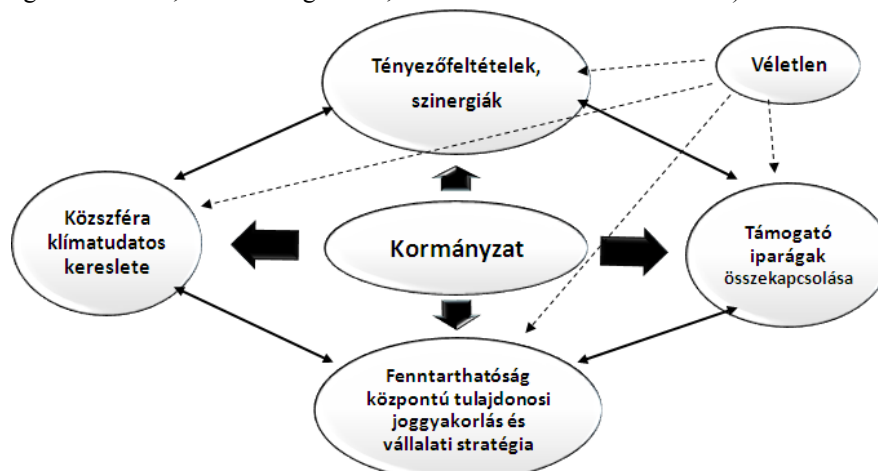 Tényezőfeltételek,
szinergiák
Véletlen
Közszféra
klímatudatos
kereslete
Kormányzat
Támogató
iparágak
összekapcsolása
Fenntarthatóság
központú tulajdonosi
joggyakorlás és
vállalati stratégia